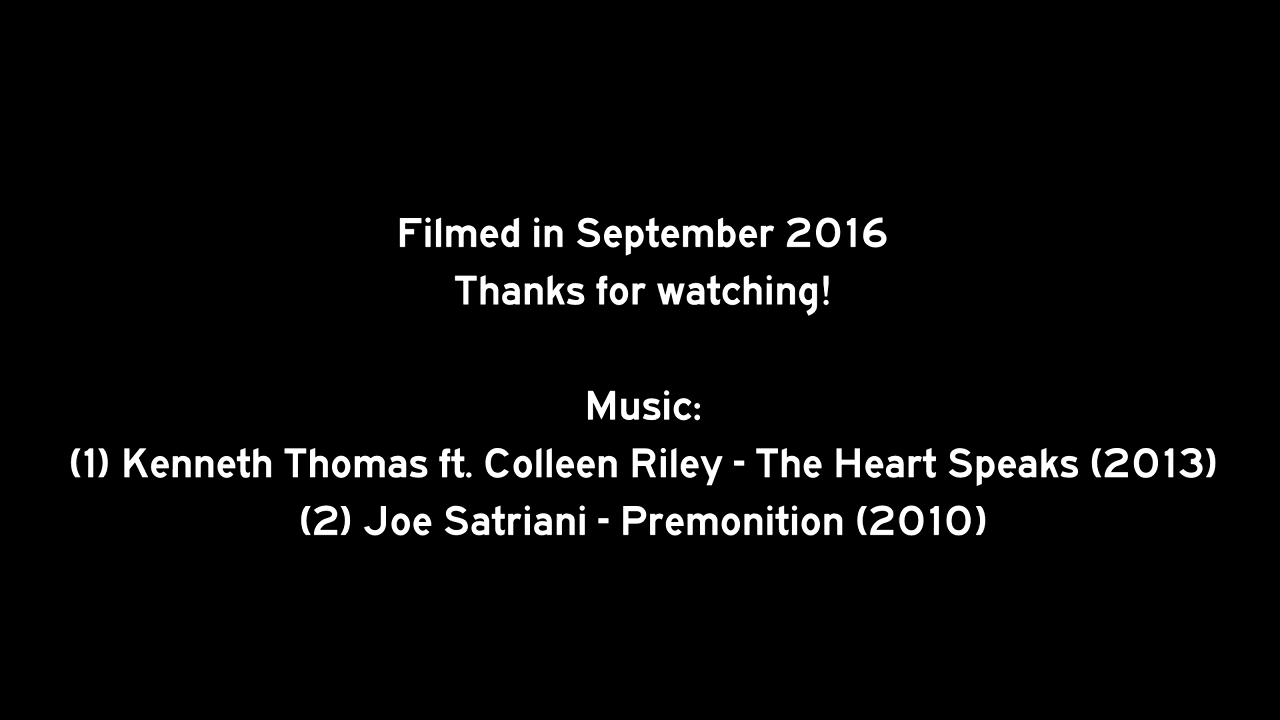 Filmed in September 2016
Thanks for watching!
Music:
(1) Kenneth Thomas ft. Colleen Riley - The Heart Speaks (2013)
(2) Joe Satriani - Premonition (2010)